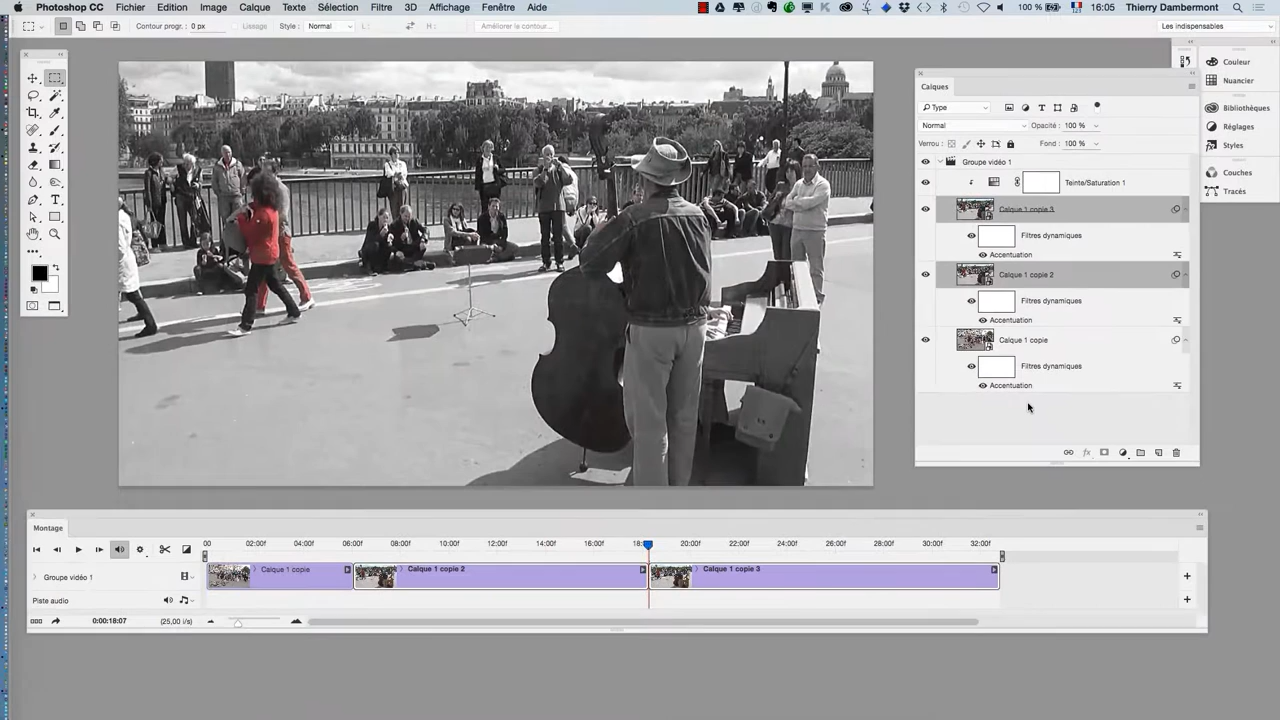 Photoshop CC Fichier Edition Image Calque Texte Sélection Filtre 3D Affichage Fenêtre Aide 100 % 16:05 Thierry Dambermont
Contour progr. : 0 px Lissage Style : Normal L : H : Améliorer le contour... Les indispensables
Calques
Type
Normal Opacité : 100 %
Verrou : Fond : 100 %
Groupe vidéo 1
Teinte/Saturation 1
Calque 1 copie 3
Filtres dynamiques
Accentuation
Calque 1 copie 2
Filtres dynamiques
Accentuation
Calque 1 copie
Filtres dynamiques
Accentuation
fx
Couleur
Nuancier
Bibliothèques
Réglages
Styles
Couches
Tracés
Montage
00 02:00f 04:00f 06:00f 08:00f 10:00f 12:00f 14:00f 16:00f 18: 20:00f 22:00f 24:00f 26:00f 28:00f 30:00f 32:00f
Groupe vidéo 1 Calque 1 copie Calque 1 copie 2 Calque 1 copie 3
Piste audio
0:00:18:07 (25,00 i/s)